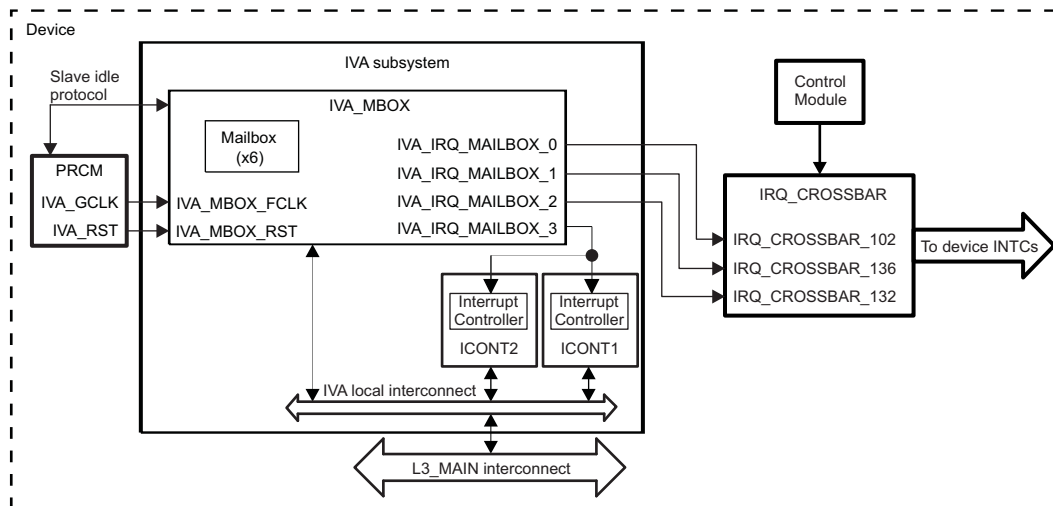 Device
IVA subsystem
Slave idle
protocol
IVA_MBOX
Mailbox
(x6)
IVA_IRQ_MAILBOX_0
IVA_IRQ_MAILBOX_1
IVA_IRQ_MAILBOX_2
IVA_IRQ_MAILBOX_3
PRCM
IVA_GCLK
IVA_RST
IVA_MBOX_FCLK
IVA_MBOX_RST
Control
Module
IRQ_CROSSBAR
IRQ_CROSSBAR_102
IRQ_CROSSBAR_136
IRQ_CROSSBAR_132
To device INTCs
Interrupt
Controller
ICONT2
Interrupt
Controller
ICONT1
IVA local interconnect
L3_MAIN interconnect